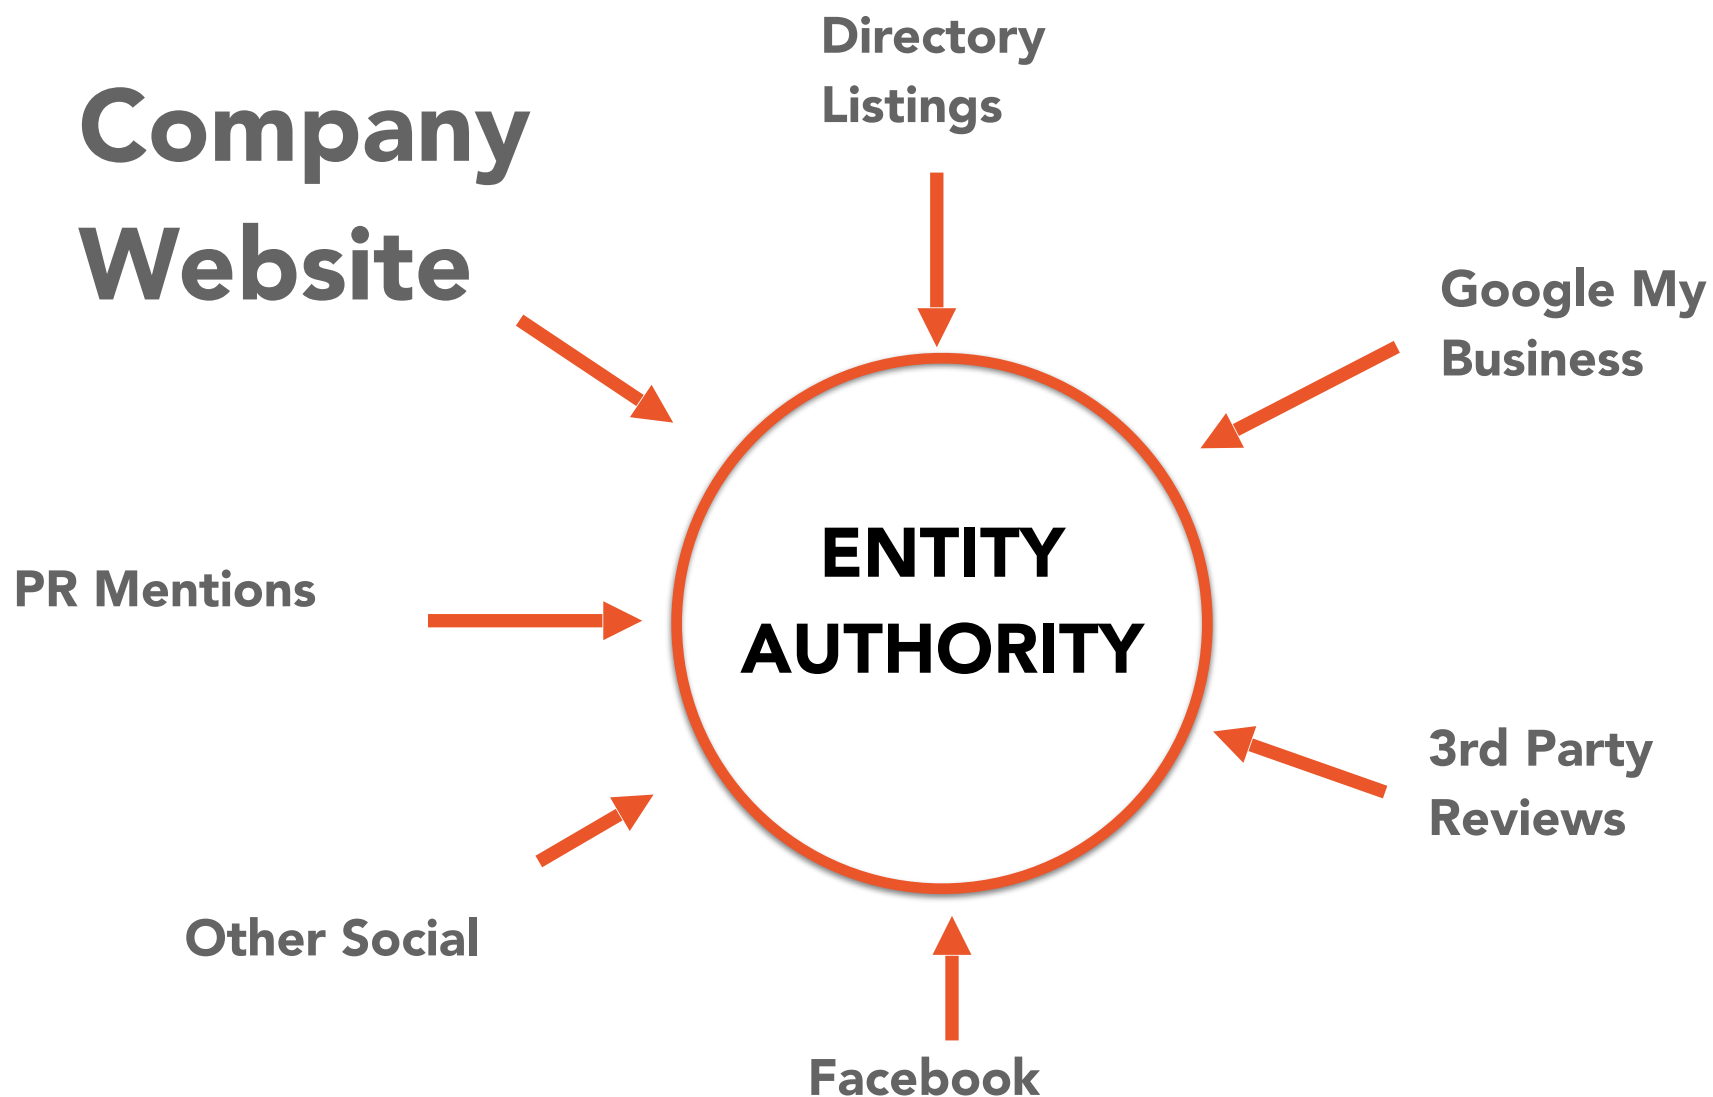 Directory
Listings
Company
Website
Google My
Business
ENTITY
AUTHORITY
PR Mentions
3rd Party
Reviews
Other Social
Facebook